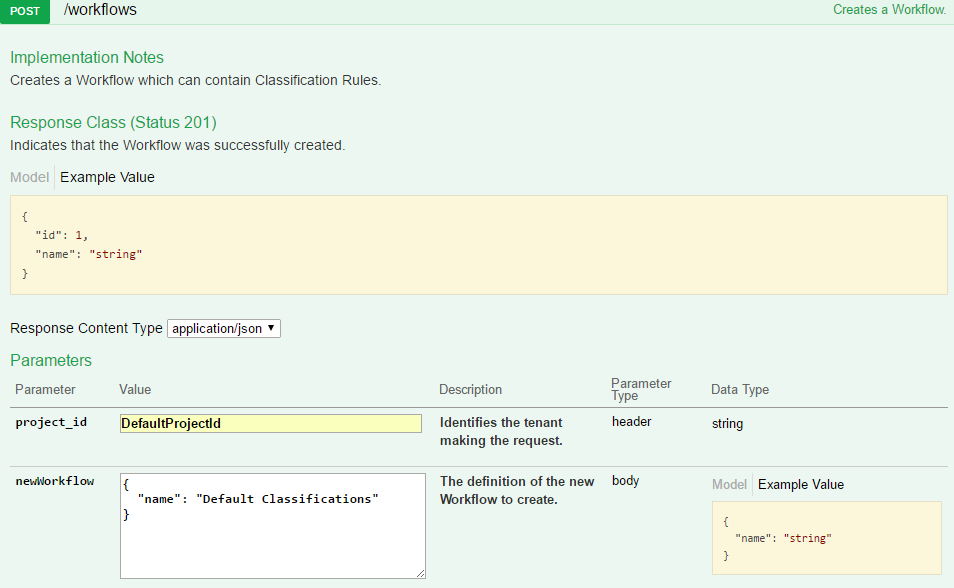 POST /workflows Creates a Workflow.
Implementation Notes
Creates a Workflow which can contain Classification Rules.
Response Class (Status 201)
Indicates that the Workflow was successfully created.
Model Example Value
{
"id": 1,
"name": "string"
}
Response Content Type application/json
Parameters
Parameter Value Description Parameter Type Data Type
project_id DefaultProjectId Identifies the tenant making the request. header string
newWorkflow
{
"name": "Default Classifications"
}
The definition of the new
Workflow to create.
body
Model Example Value
{
"name": "string"
}